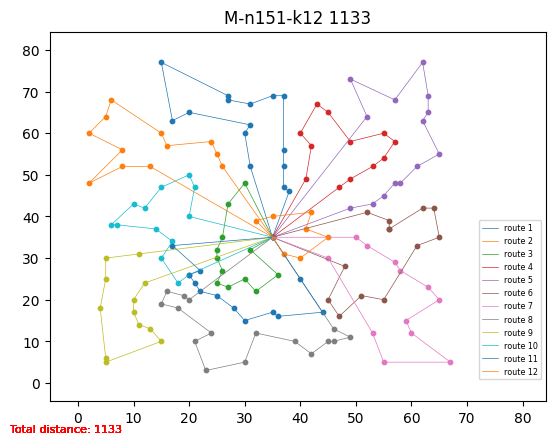 M-n151-k12 1133
80
70
60
50
40
30
20
10
0
0 10 20 30 40 50 60 70 80
route 1
route 2
route 3
route 4
route 5
route 6
route 7
route 8
route 9
route 10
route 11
route 12
Total distance: 1133